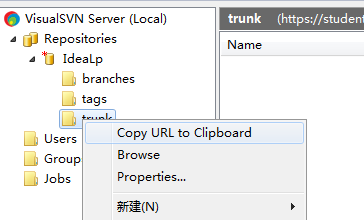 VisualSVN Server (Local)
Repositories
IdeaLp
branches
tags
trunk
Users
Group
Jobs
trunk (https://student
Name
Copy URL to Clipboard
Browse
Properties...
新建(N)